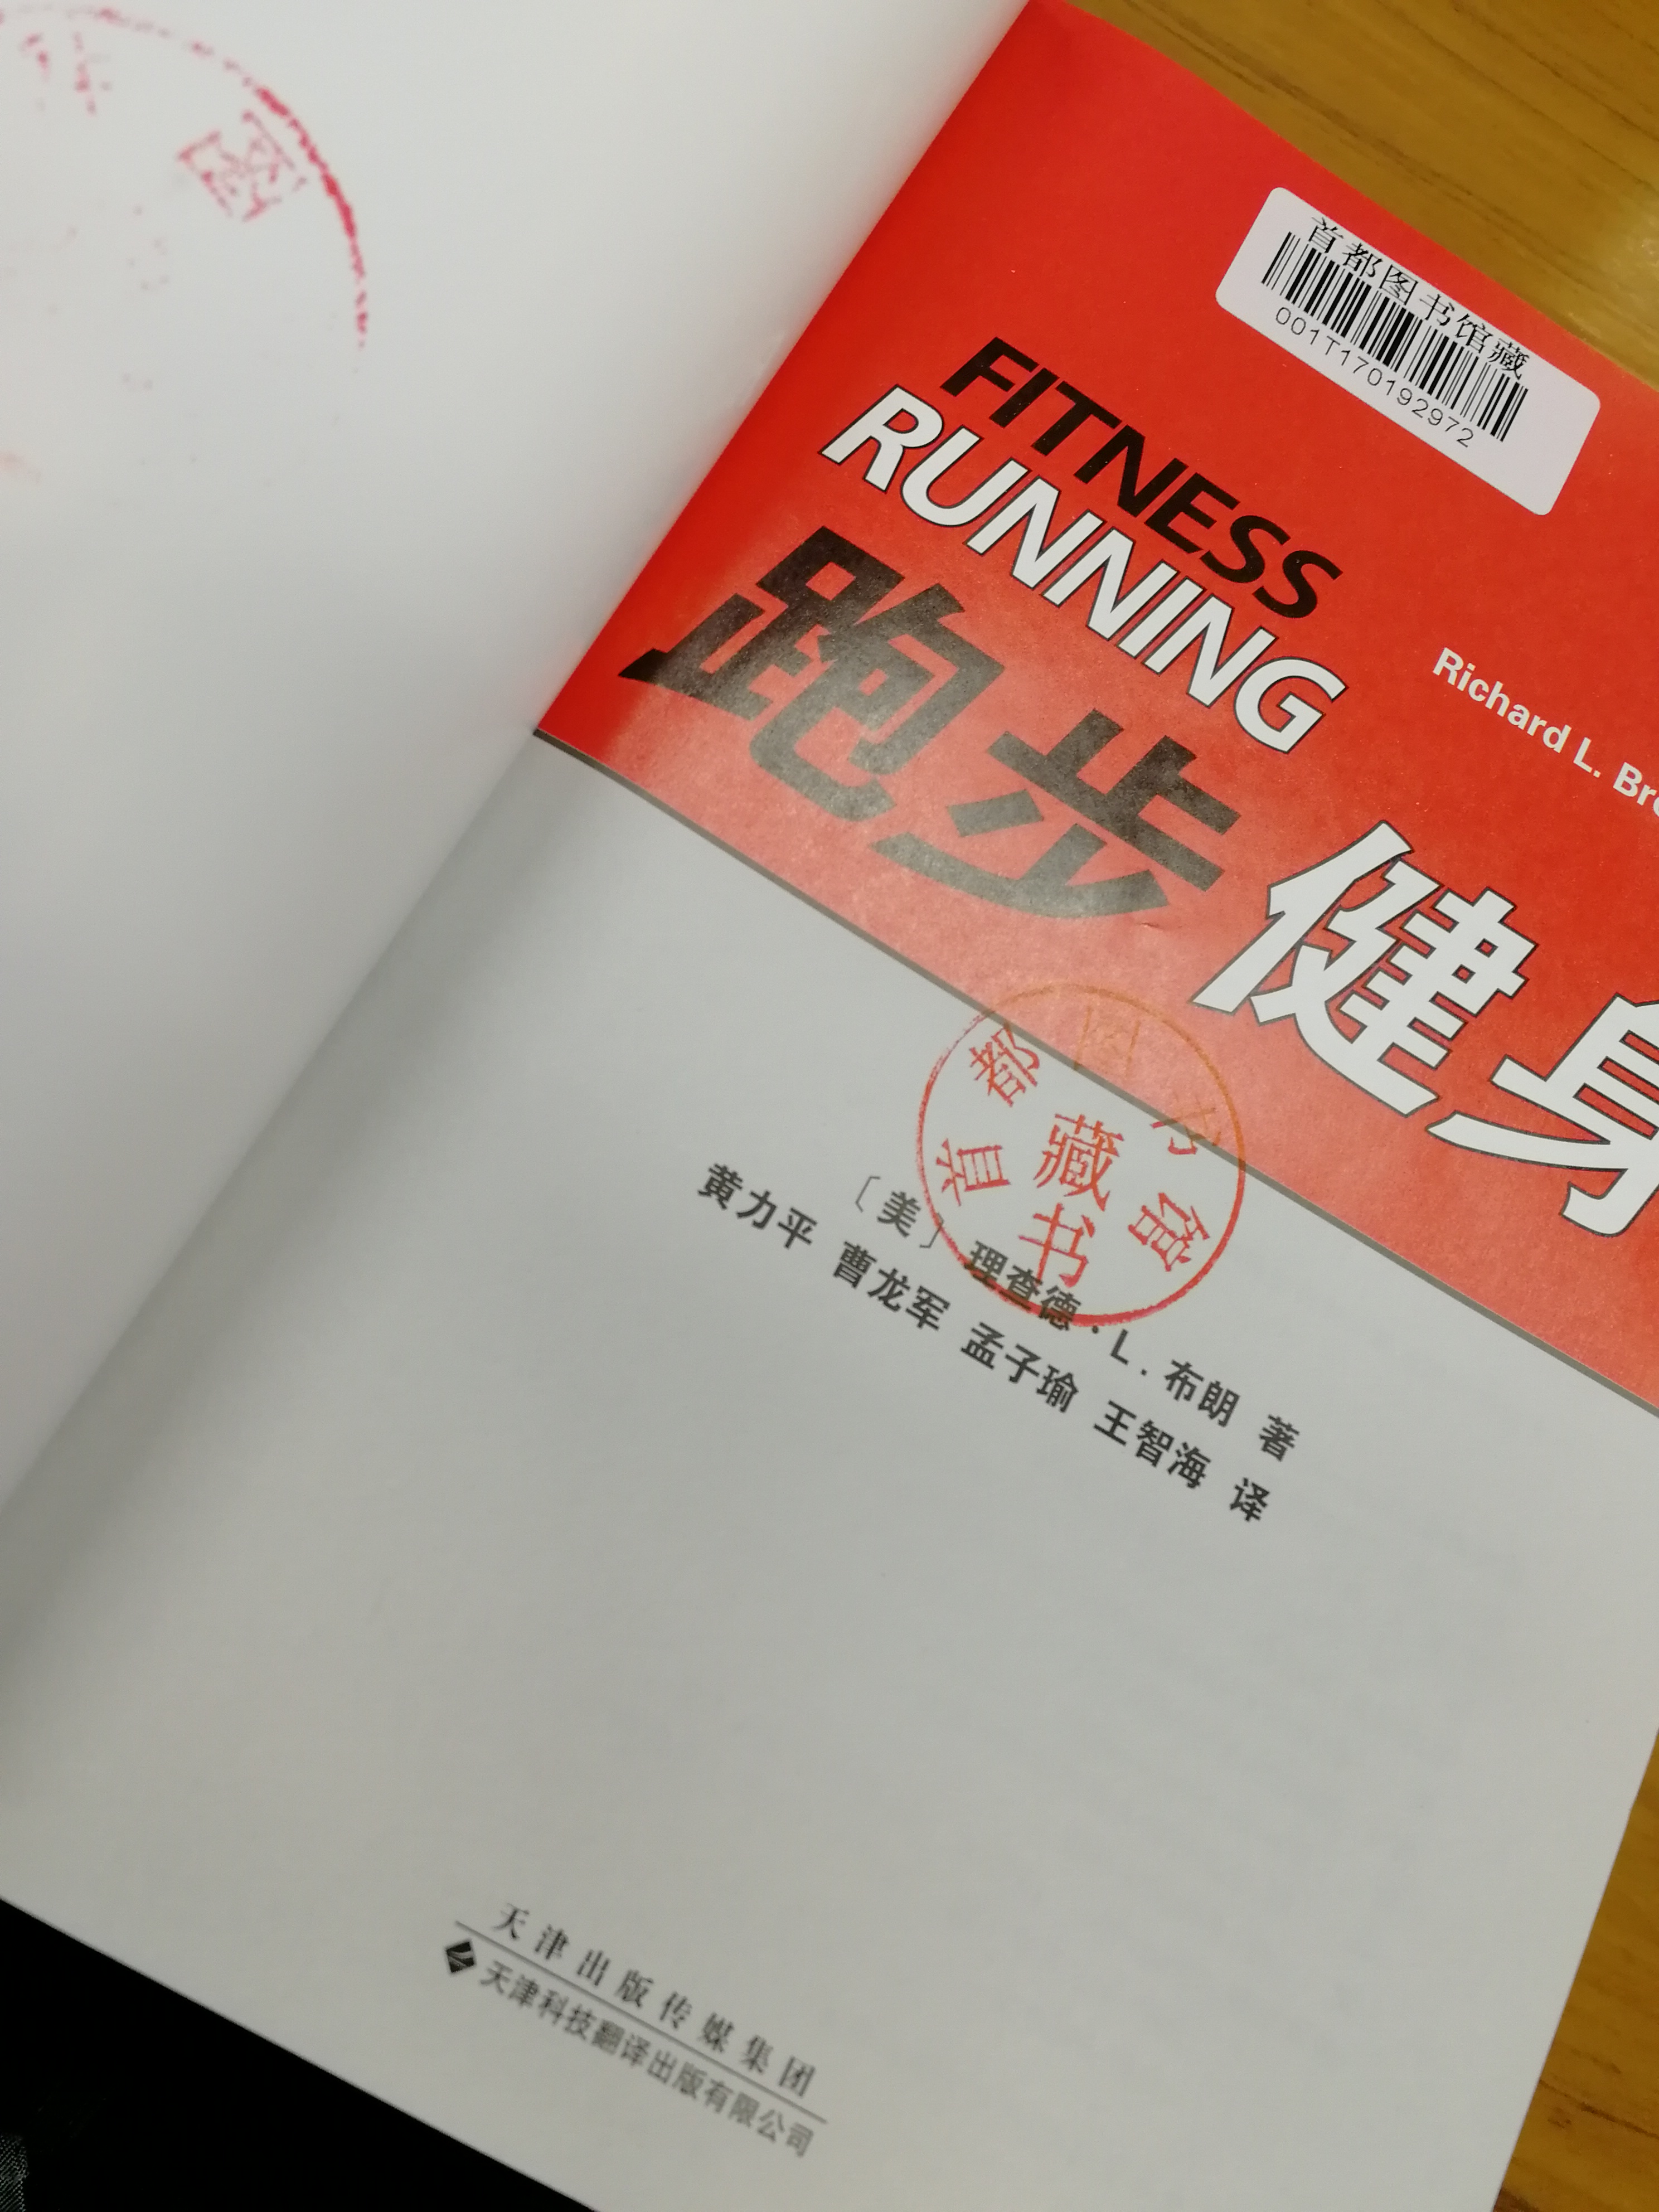 首都图书馆藏
001T170192972
FITNESS
RUNNING
Richard L. Bro
跑步 健身
首都图书馆
藏书
〔美〕理查德·L.布朗 著
黄力平 曹龙军 孟子瑜 王智海 译
天津出版传媒集团
天津科技翻译出版有限公司
图